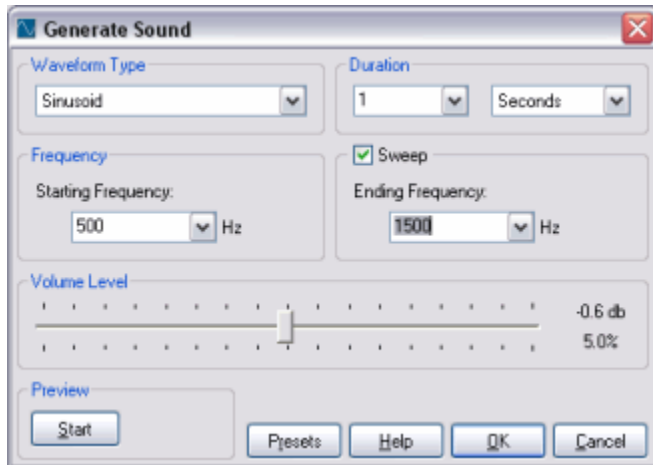 Generate Sound
Waveform Type
Sinusoid
Duration
1
Seconds
Frequency
Starting Frequency:
500 Hz
Sweep
Ending Frequency:
1500 Hz
Volume Level
-0.6 db
5.0%
Preview
Start
Presets
Help
OK
Cancel